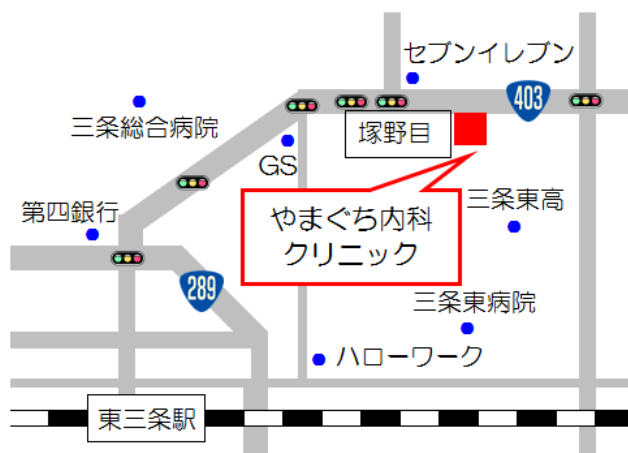 セブンイレブン
403
三条総合病院
塚野目
GS
第四銀行
やまぐち内科
クリニック
三条東高
289
三条東病院
ハローワーク
東三条駅